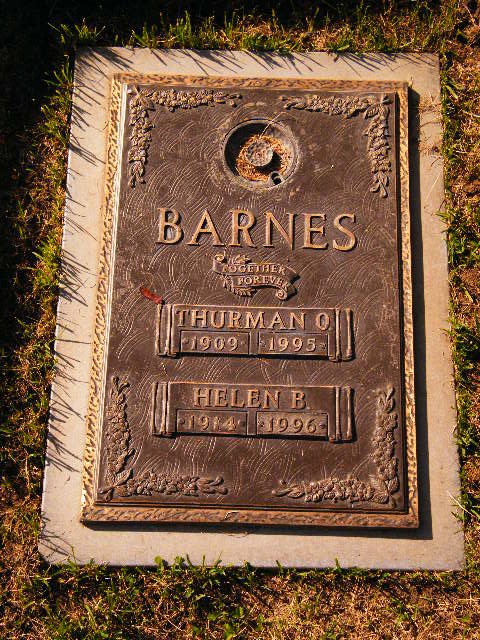 BARNES
TOGETHER
FOREVER
THURMAN O
1909 1995
HELEN B.
1914 1996